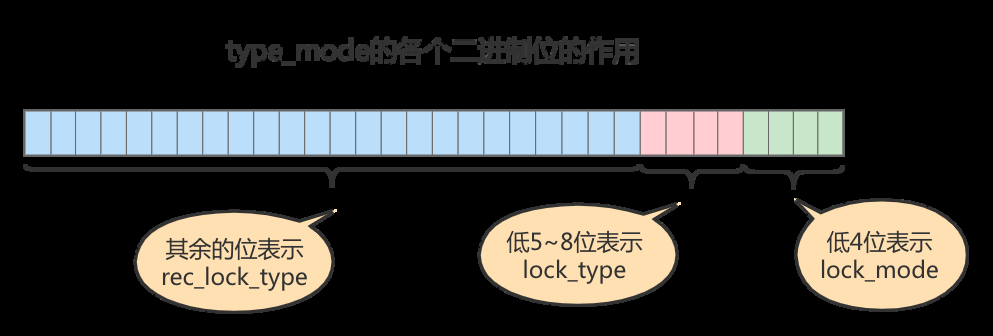 type_mode的各个二进制位的作用
其余的位表示
rec_lock_type
低5~8位表示
lock_type
低4位表示
lock_mode